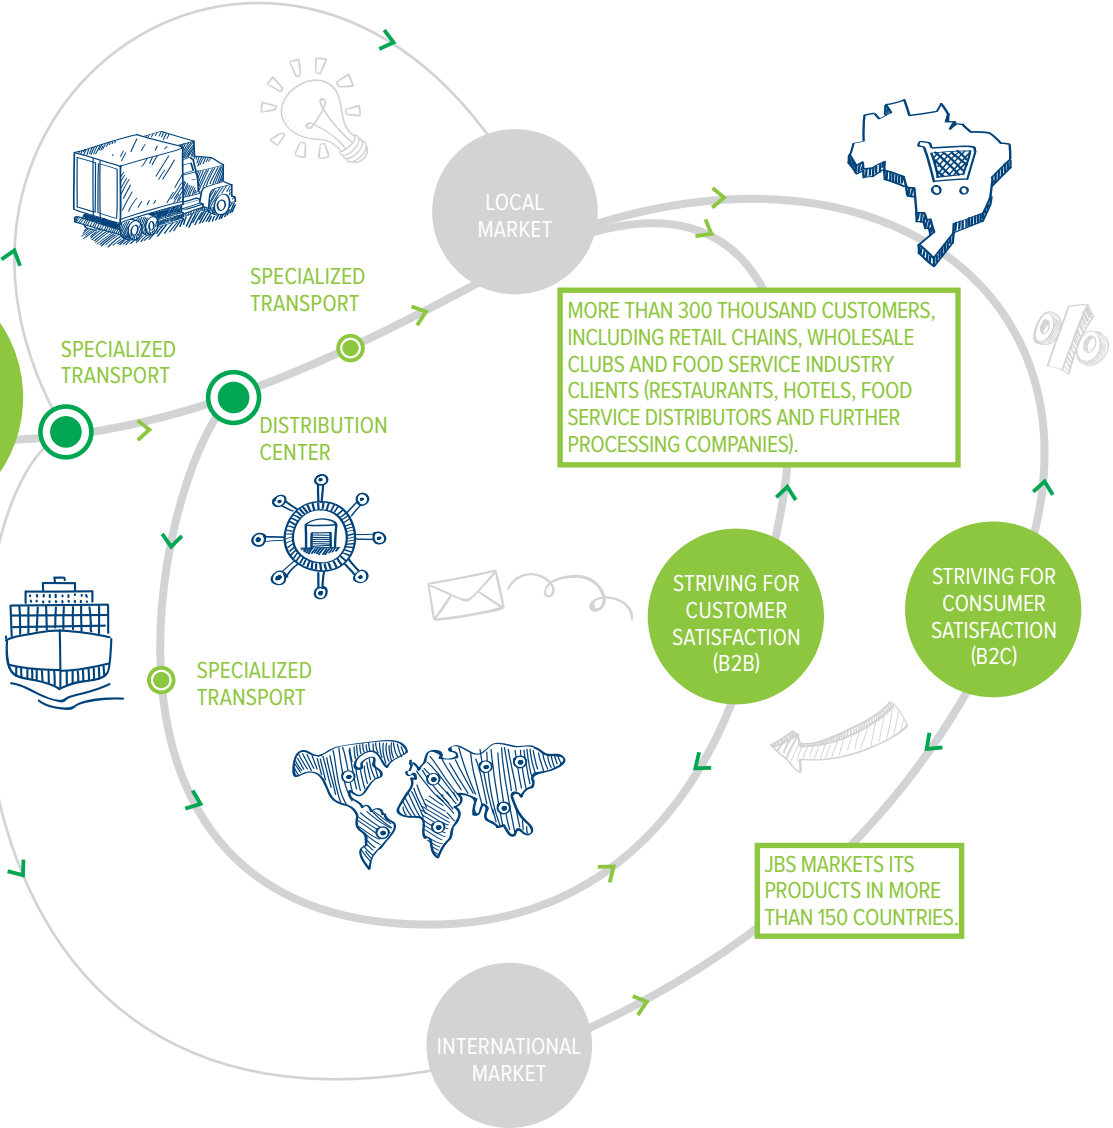 LOCAL
MARKET
SPECIALIZED
TRANSPORT
MORE THAN 300 THOUSAND CUSTOMERS,
INCLUDING RETAIL CHAINS, WHOLESALE
CLUBS AND FOOD SERVICE INDUSTRY
CLIENTS (RESTAURANTS, HOTELS, FOOD
SERVICE DISTRIBUTORS AND FURTHER
PROCESSING COMPANIES).
SPECIALIZED
TRANSPORT
DISTRIBUTION
CENTER
STRIVING FOR
CUSTOMER
SATISFACTION
(B2B)
STRIVING FOR
CONSUMER
SATISFACTION
(B2C)
SPECIALIZED
TRANSPORT
JBS MARKETS ITS
PRODUCTS IN MORE
THAN 150 COUNTRIES.
INTERNATIONAL
MARKET